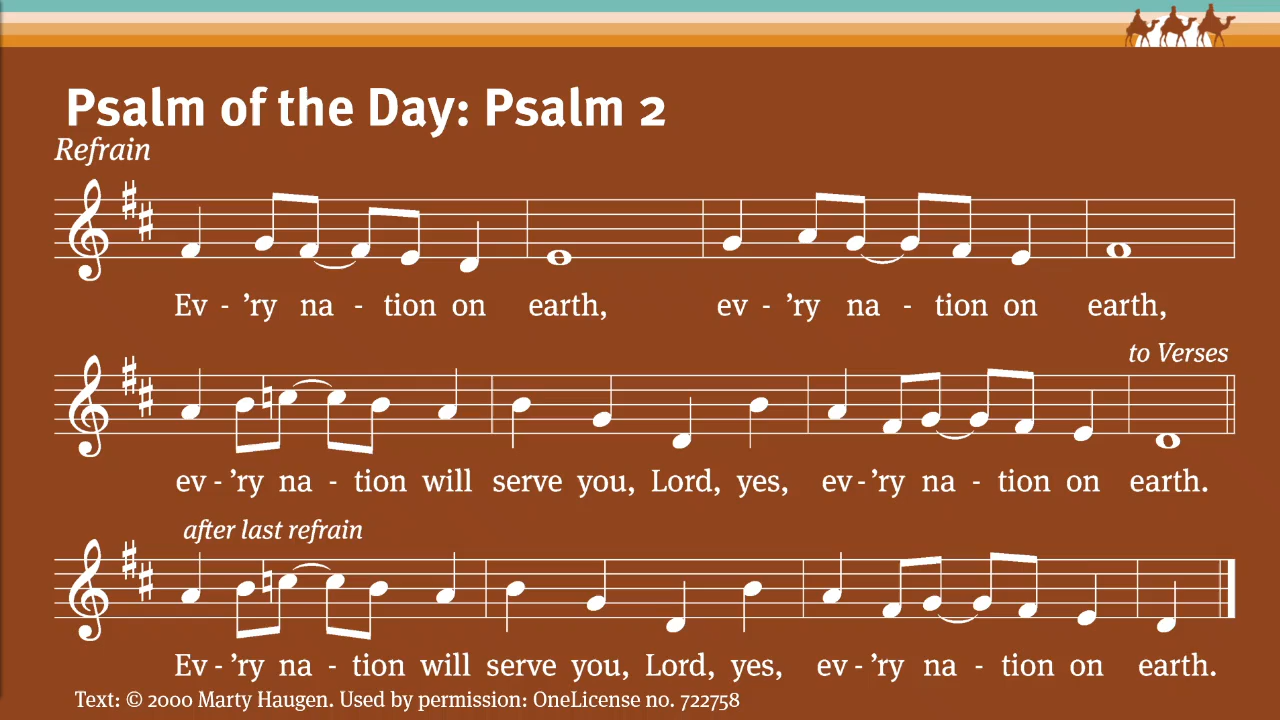 Psalm of the Day: Psalm 2
Refrain
Ev - ’ry na - tion on earth, ev - ’ry na - tion on earth,
to Verses
ev - ’ry na - tion will serve you, Lord, yes, ev - ’ry na - tion on earth.
after last refrain
Ev - ’ry na - tion will serve you, Lord, yes, ev - ’ry na - tion on earth.
Text: © 2000 Marty Haugen. Used by permission: OneLicense no. 722758